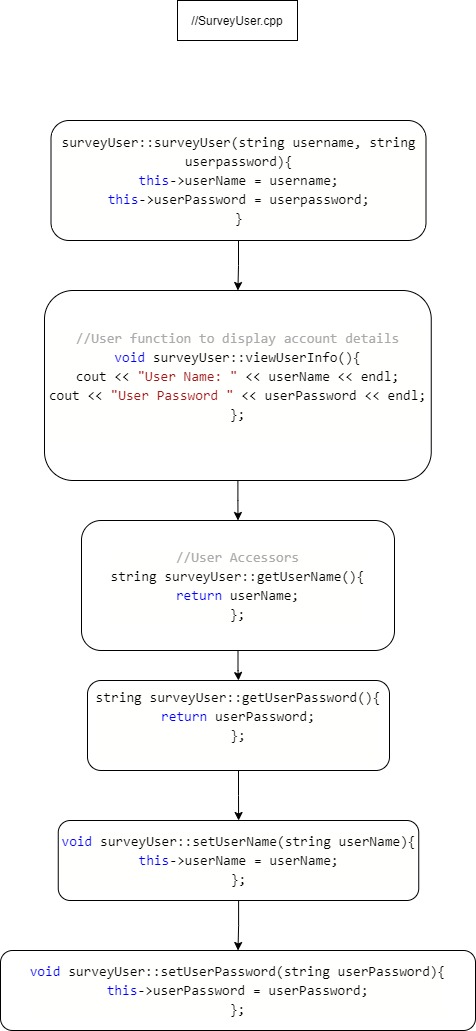 //SurveyUser.cpp
surveyUser::surveyUser(string username, string
userpassword){
this->userName = username;
this->userPassword = userpassword;
}
//User function to display account details
void surveyUser::viewUserInfo(){
cout << "User Name: " << userName << endl;
cout << "User Password " << userPassword << endl;
};
//User Accessors
string surveyUser::getUserName(){
return userName;
};
string surveyUser::getUserPassword(){
return userPassword;
};
void surveyUser::setUserName(string userName){
this->userName = userName;
};
void surveyUser::setUserPassword(string userPassword){
this->userPassword = userPassword;
};